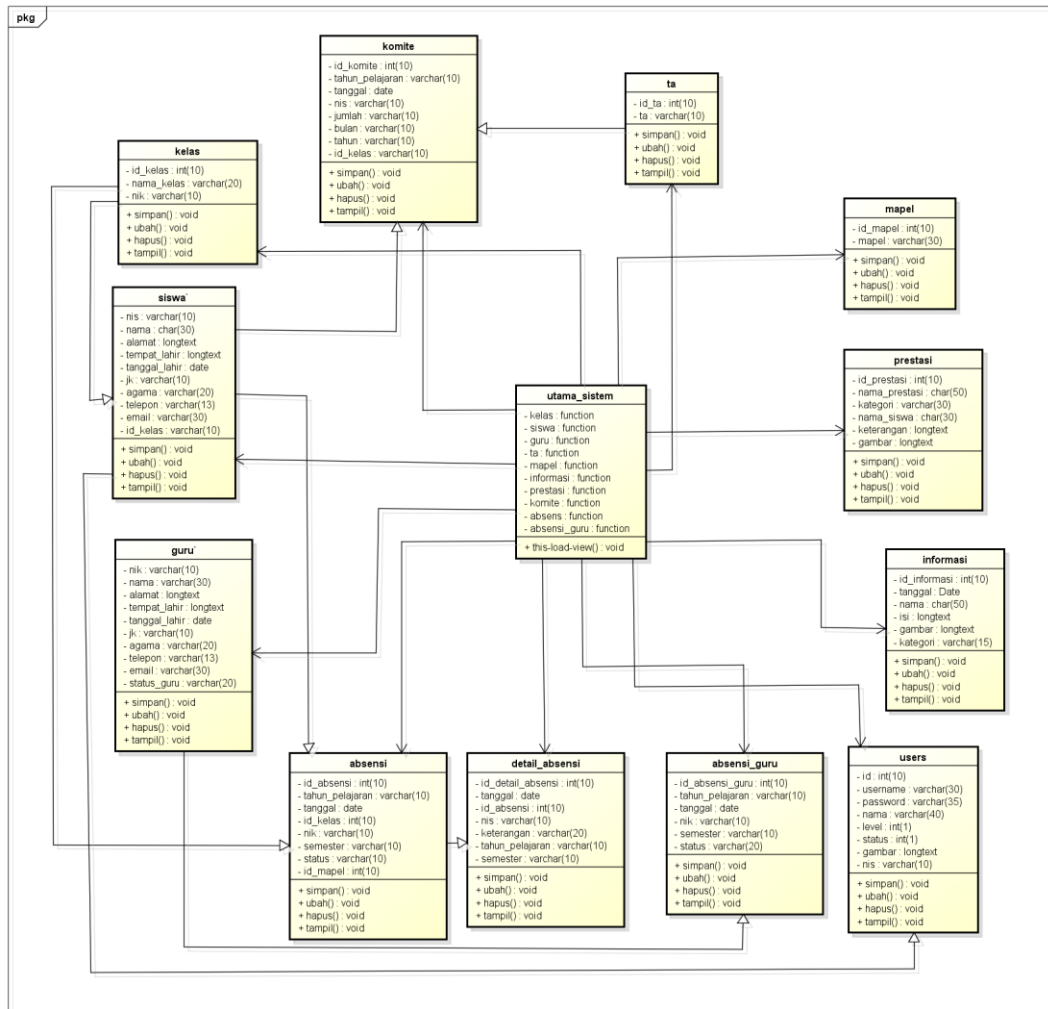 pkg
komite
- id_komite : int(10)
- tahun_pelajaran : varchar(10)
- tanggal : date
- nis : varchar(10)
- jumlah : varchar(10)
- bulan : varchar(10)
- tahun : varchar(10)
- id_kelas : varchar(10)
+ simpan() : void
+ ubah() : void
+ hapus() : void
+ tampil() : void
ta
- id_ta : int(10)
- ta : varchar(10)
+ simpan() : void
+ ubah() : void
+ hapus() : void
+ tampil() : void
kelas
- id_kelas : int(10)
- nama_kelas : varchar(20)
- nik : varchar(10)
+ simpan() : void
+ ubah() : void
+ hapus() : void
+ tampil() : void
mapel
- id_mapel : int(10)
- mapel : varchar(30)
+ simpan() : void
+ ubah() : void
+ hapus() : void
+ tampil() : void
siswa`
- nis : varchar(10)
- nama : char(30)
- alamat : longtext
- tempat_lahir : longtext
- tanggal_lahir : date
- jk : varchar(10)
- agama : varchar(20)
- telepon : varchar(13)
- email : varchar(30)
- id_kelas : varchar(10)
+ simpan() : void
+ ubah() : void
+ hapus() : void
+ tampil() : void
prestasi
- id_prestasi : int(10)
- nama_prestasi : char(50)
- kategori : varchar(30)
- nama_siswa : char(30)
- keterangan : longtext
- gambar : longtext
+ simpan() : void
+ ubah() : void
+ hapus() : void
+ tampil() : void
utama_sistem
- kelas : function
- siswa : function
- guru : function
- ta : function
- mapel : function
- informasi : function
- prestasi : function
- komite : function
- absens : function
- absensi_guru : function
+ this-load-view() : void
guru`
- nik : varchar(10)
- nama : varchar(30)
- alamat : longtext
- tempat_lahir : longtext
- tanggal_lahir : date
- jk : varchar(10)
- agama : varchar(20)
- telepon : varchar(13)
- email : varchar(30)
- status_guru : varchar(20)
+ simpan() : void
+ ubah() : void
+ hapus() : void
+ tampil() : void
informasi
- id_informasi : int(10)
- tanggal : Date
- nama : char(50)
- isi : longtext
- gambar : longtext
- kategori : varchar(15)
+ simpan() : void
+ ubah() : void
+ hapus() : void
+ tampil() : void
absensi
- id_absensi : int(10)
- tahun_pelajaran : varchar(10)
- tanggal : date
- id_kelas : int(10)
- nik : varchar(10)
- semester : varchar(10)
- status : varchar(10)
- id_mapel : int(10)
+ simpan() : void
+ ubah() : void
+ hapus() : void
+ tampil() : void
detail_absensi
- id_detail_absensi : int(10)
- tanggal : date
- id_absensi : int(10)
- nis : varchar(10)
- keterangan : varchar(20)
- tahun_pelajaran : varchar(10)
- semester : varchar(10)
+ simpan() : void
+ ubah() : void
+ hapus() : void
+ tampil() : void
absensi_guru
- id_absensi_guru : int(10)
- tahun_pelajaran : varchar(10)
- tanggal : date
- nik : varchar(10)
- semester : varchar(10)
- status : varchar(20)
+ simpan() : void
+ ubah() : void
+ hapus() : void
+ tampil() : void
users
- id : int(10)
- username : varchar(30)
- password : varchar(35)
- nama : varchar(40)
- level : int(1)
- status : int(1)
- gambar : longtext
- nis : varchar(10)
+ simpan() : void
+ ubah() : void
+ hapus() : void
+ tampil() : void